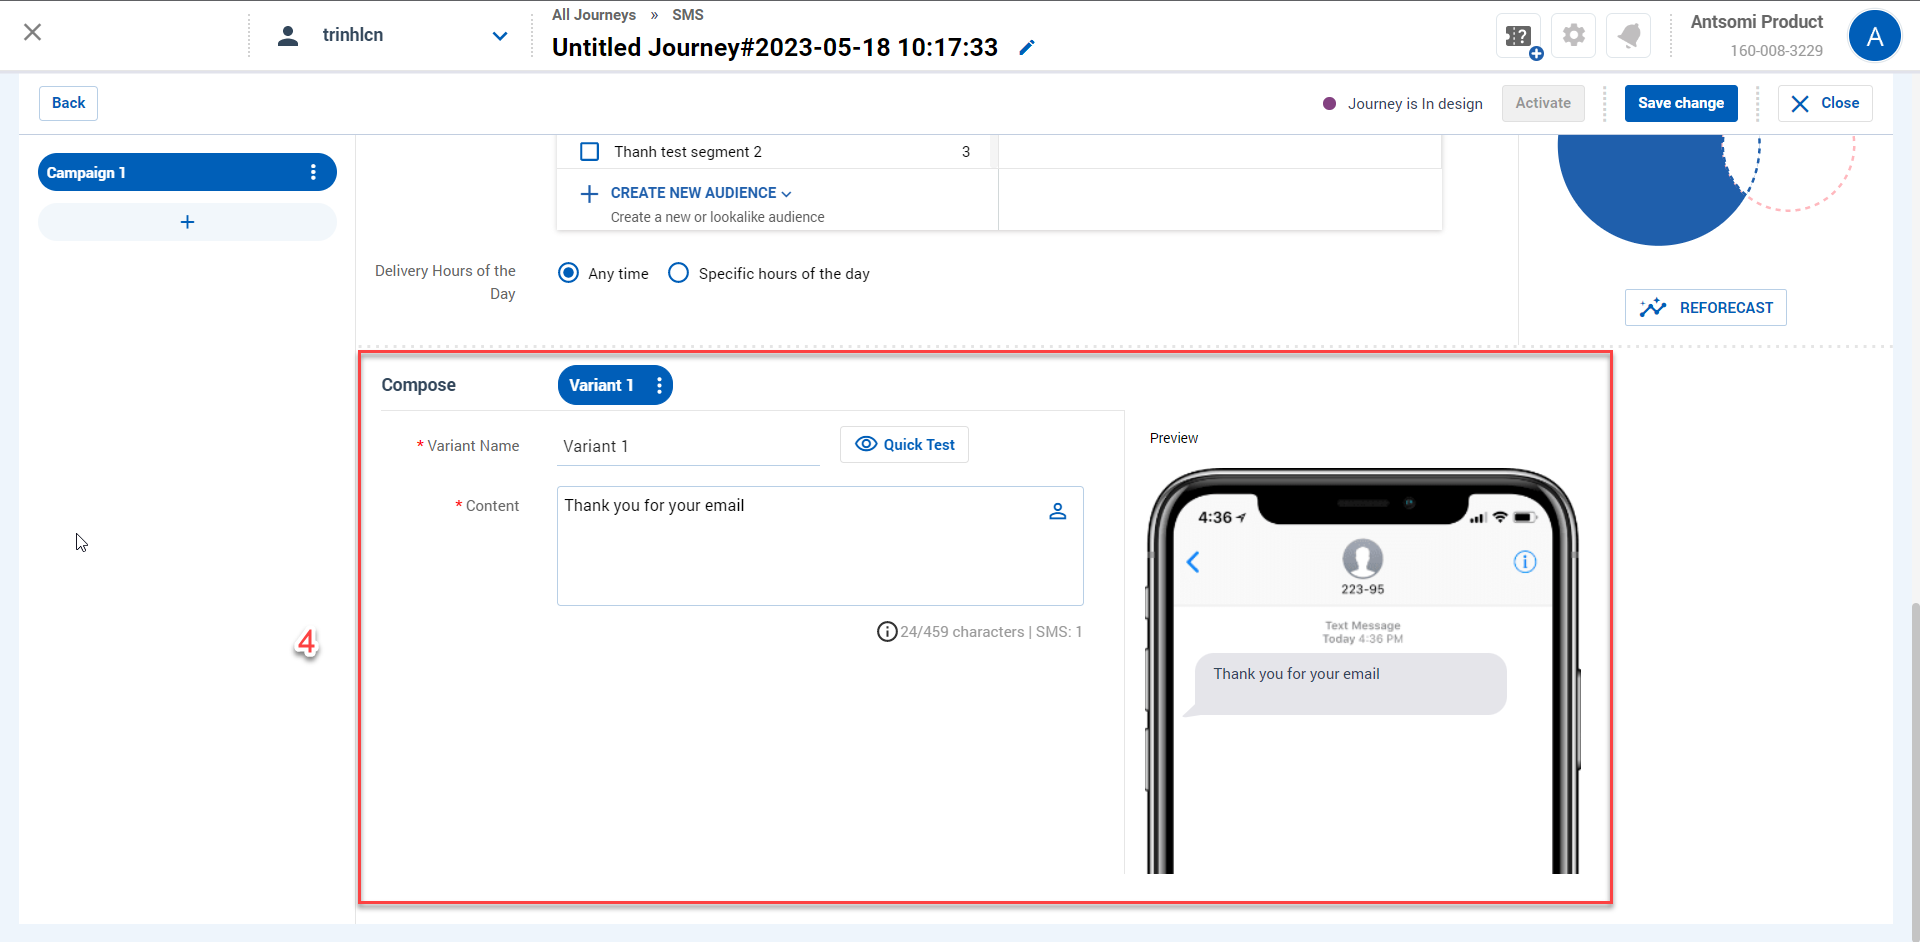 trinhlcn
All Journeys » SMS
Untitled Journey#2023-05-18 10:17:33
Antsomi Product
160-008-3229
A
Back
Journey is In design
Activate
Save change
Close
Campaign 1
+
Thanh test segment 2 3
CREATE NEW AUDIENCE
Create a new or lookalike audience
Delivery Hours of the
Day
Any time
Specific hours of the day
REFORECAST
4
Compose
Variant 1
* Variant Name
Variant 1
Quick Test
* Content
Thank you for your email
24/459 characters | SMS: 1
Preview
4:36
223-95
Text Message
Today 4:36 PM
Thank you for your email